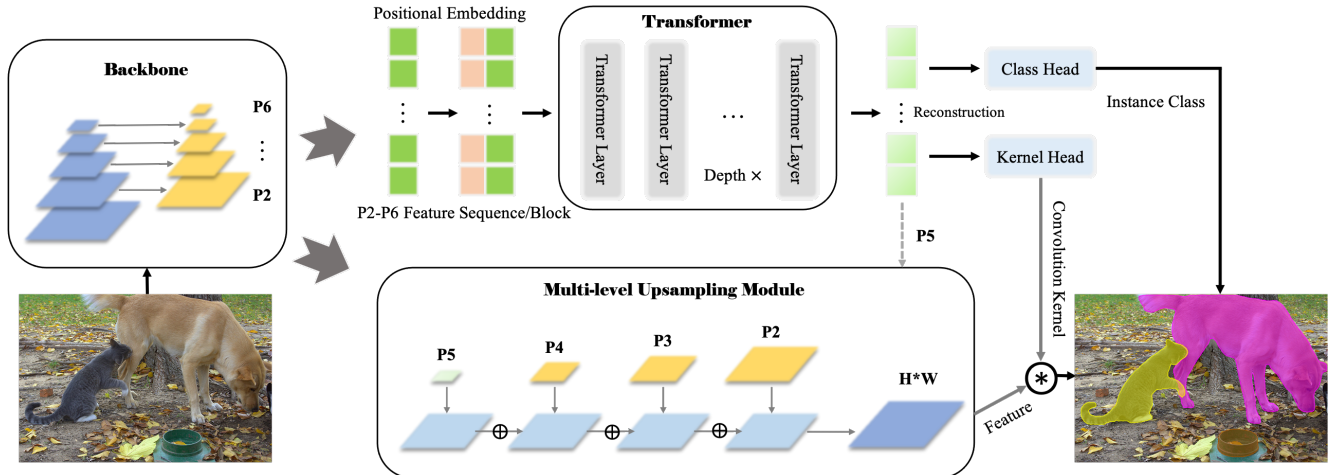 Backbone
P6
⋮
P2
Positional Embedding
⋮
⋮
P2-P6 Feature Sequence/Block
Transformer
Transformer Layer
Transformer Layer
...
Depth ×
Transformer Layer
⋮
Reconstruction
Class Head
Instance Class
Kernel Head
Convolution Kernel
P5
Multi-level Upsampling Module
P5
P4
P3
P2
H*W
⊕
⊕
⊕
Feature
*